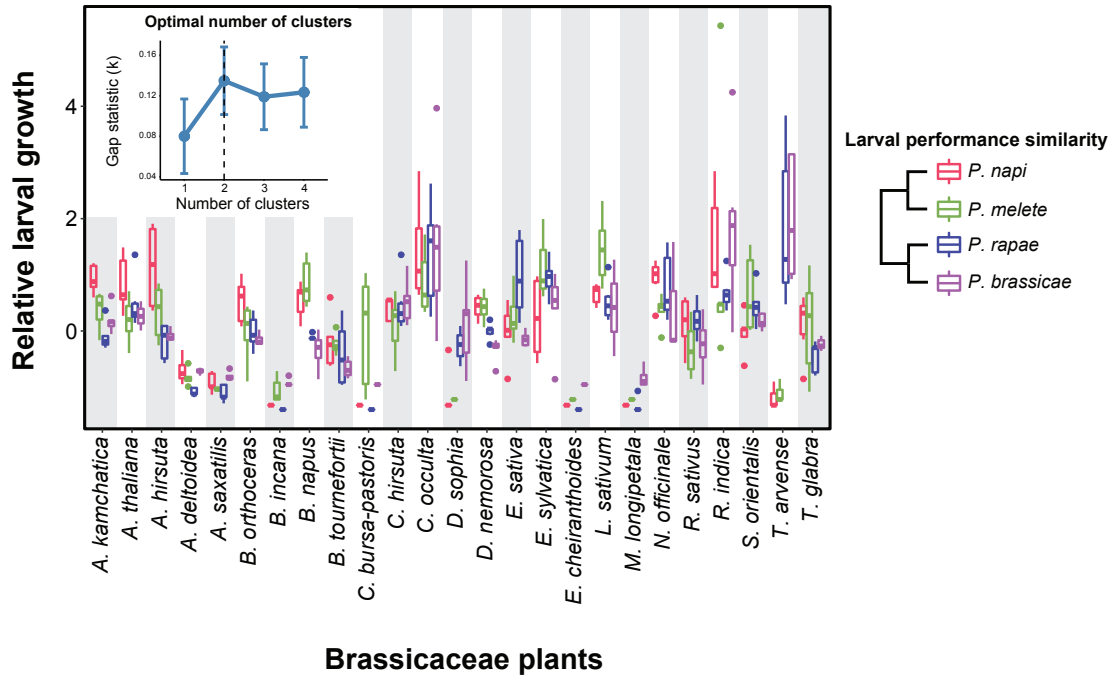 Optimal number of clusters
0.16
0.12
0.08
0.04
Gap statistic (k)
1 2 3 4
Number of clusters
Relative larval growth
4
2
0
A. kamchatica
A. thaliana
A. hirsuta
A. deltoidea
A. saxatilis
B. orthoceras
B. incana
B. napus
B. tournefortii
C. bursa-pastoris
C. hirsuta
C. occulta
D. sophia
D. nemorosa
E. sativa
E. sylvatica
E. cheiranthoides
L. sativum
M. longipetala
N. officinale
R. sativus
R. indica
S. orientalis
T. arvense
T. glabra
Brassicaceae plants
Larval performance similarity
P. napi
P. melete
P. rapae
P. brassicae